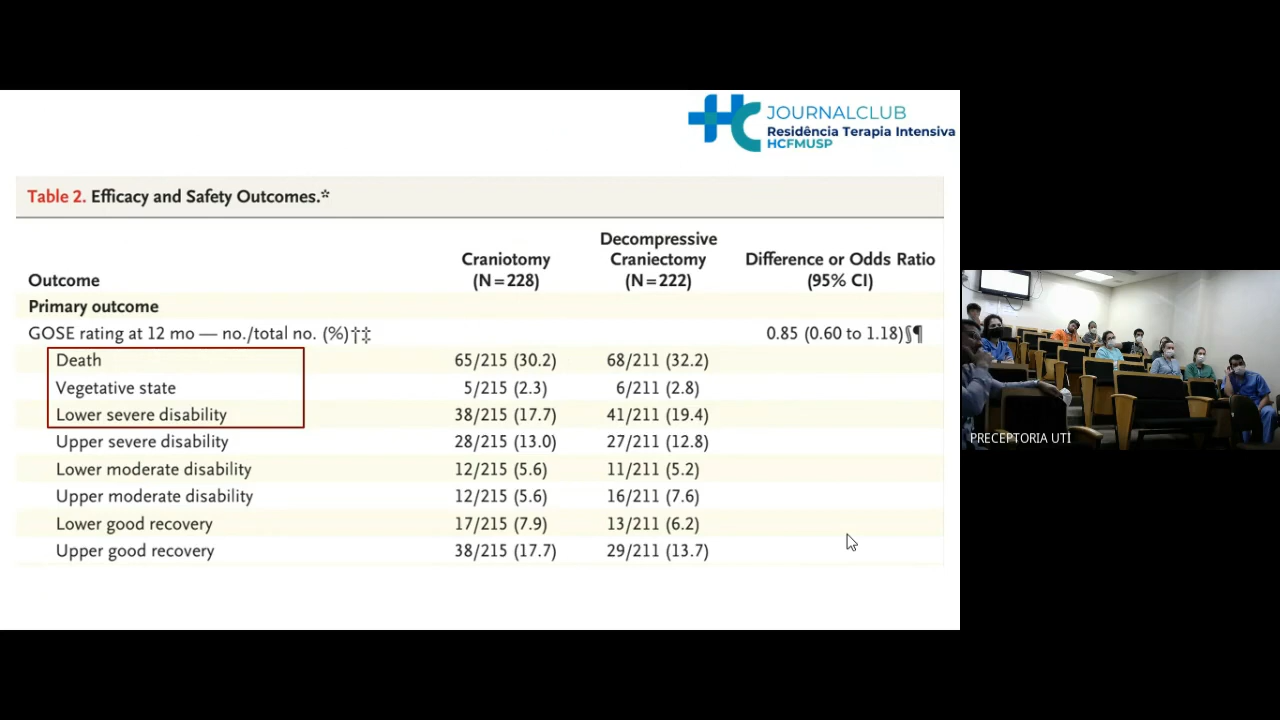 JOURNALCLUB
Residência Terapia Intensiva
HCFMUSP
Table 2. Efficacy and Safety Outcomes.*
Outcome Craniotomy (N=228) Decompressive Craniectomy (N=222) Difference or Odds Ratio (95% CI)
Primary outcome
GOSE rating at 12 mo — no./total no. (%)†‡ 0.85 (0.60 to 1.18)§¶
Death 65/215 (30.2) 68/211 (32.2)
Vegetative state 5/215 (2.3) 6/211 (2.8)
Lower severe disability 38/215 (17.7) 41/211 (19.4)
Upper severe disability 28/215 (13.0) 27/211 (12.8)
Lower moderate disability 12/215 (5.6) 11/211 (5.2)
Upper moderate disability 12/215 (5.6) 16/211 (7.6)
Lower good recovery 17/215 (7.9) 13/211 (6.2)
Upper good recovery 38/215 (17.7) 29/211 (13.7)
PRECEPTORIA UTI